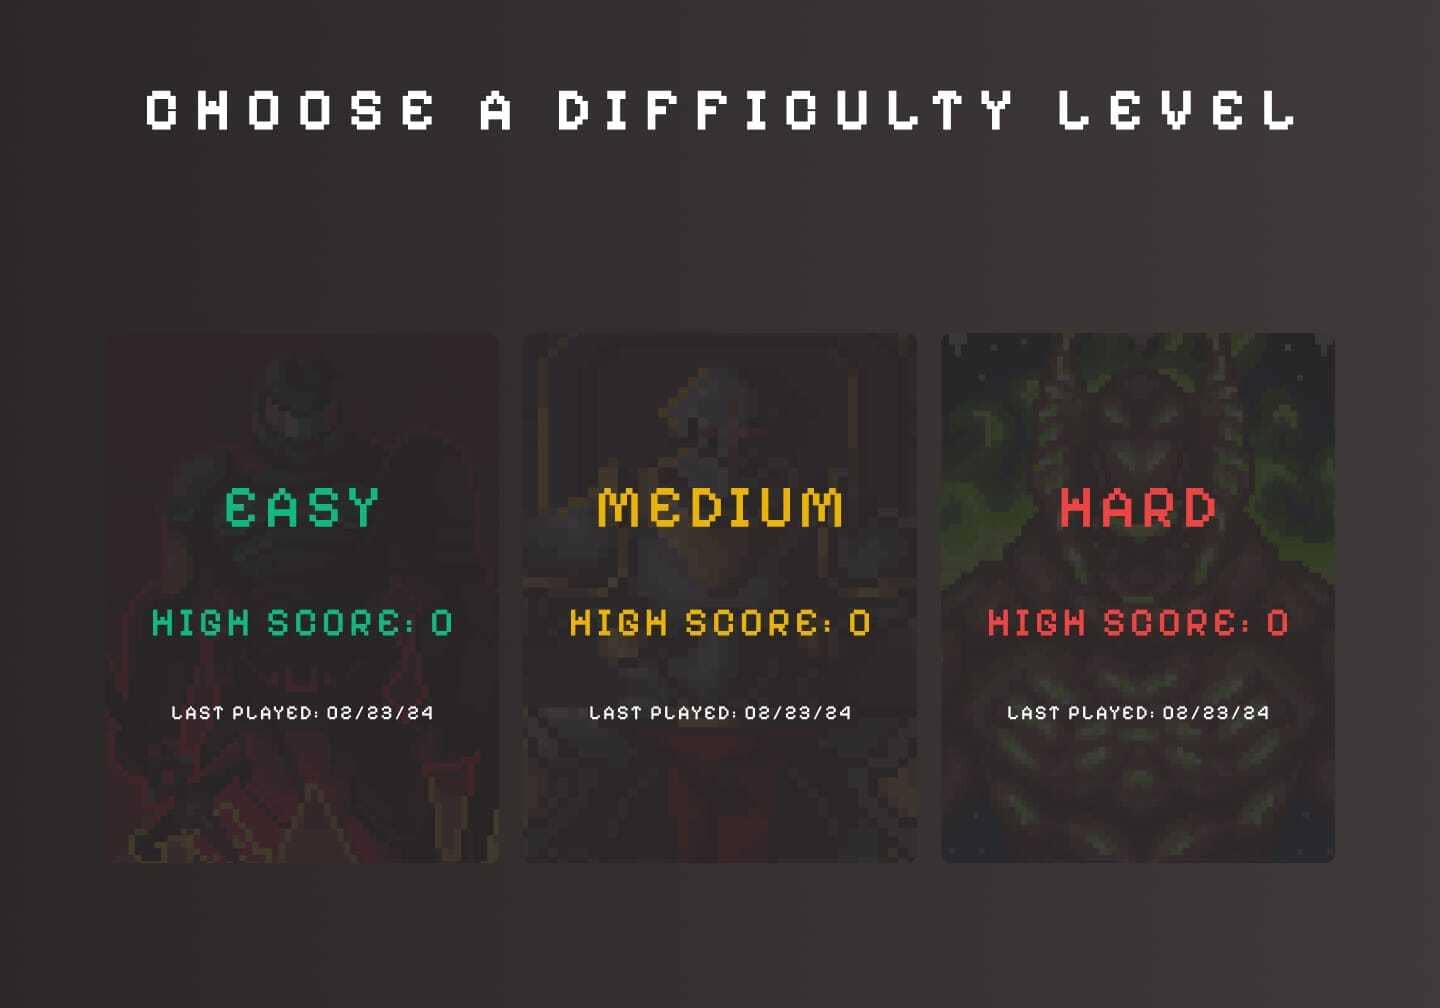 CHOOSE A DIFFICULTY LEVEL
EASY
HIGH SCORE: 0
LAST PLAYED: 02/23/24
MEDIUM
HIGH SCORE: 0
LAST PLAYED: 02/23/24
HARD
HIGH SCORE: 0
LAST PLAYED: 02/23/24